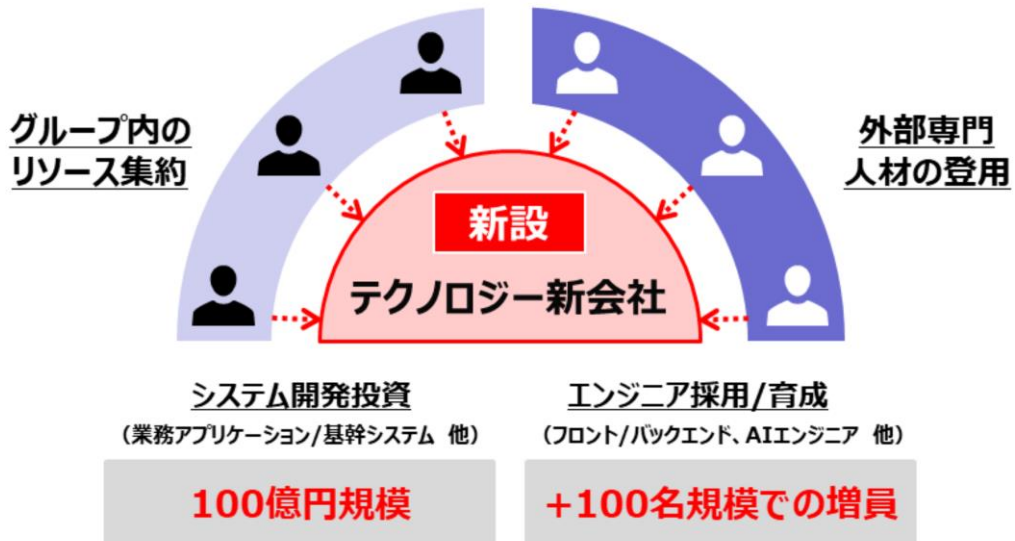 グループ内の
リソース集約
外部専門
人材の登用
新設
テクノロジー新会社
システム開発投資
（業務アプリケーション/基幹システム 他）
100億円規模
エンジニア採用/育成
（フロント/バックエンド、AIエンジニア 他）
+100名規模での増員